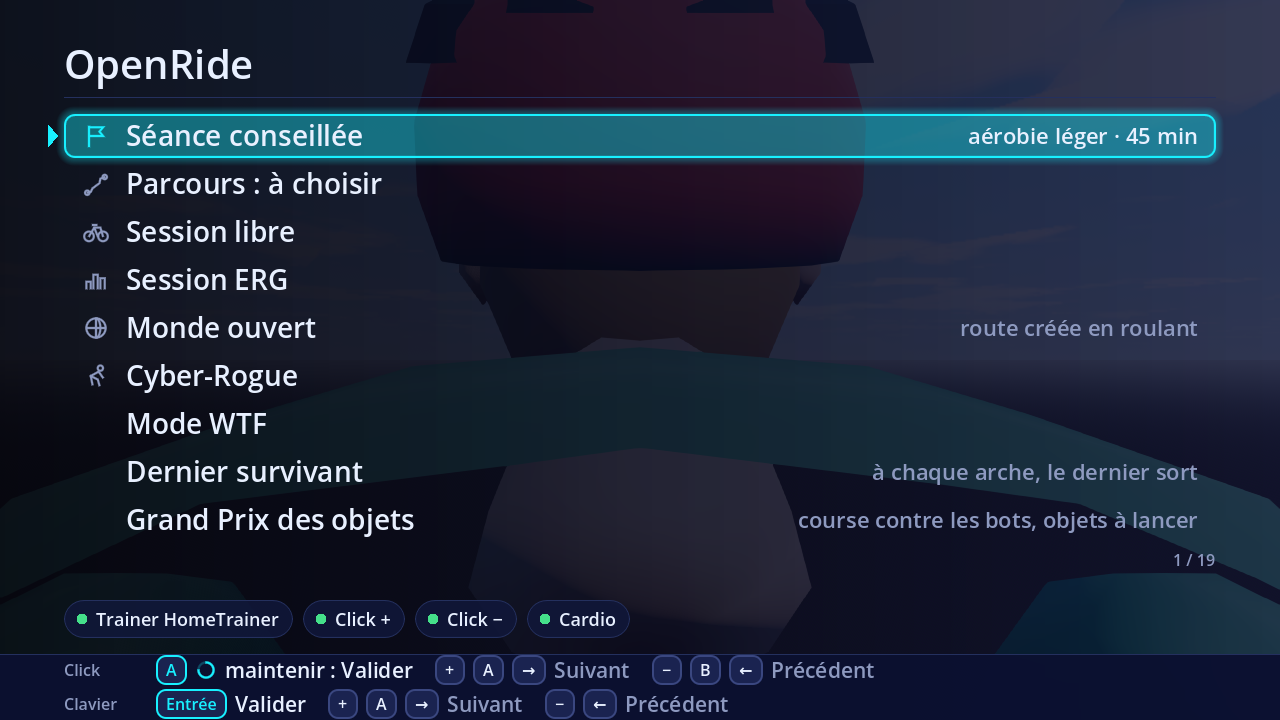 OpenRide
Séance conseillée aérobie léger · 45 min
Parcours : à choisir
Session libre
Session ERG
Monde ouvert route créée en roulant
Cyber-Rogue
Mode WTF
Dernier survivant à chaque arche, le dernier sort
Grand Prix des objets course contre les bots, objets à lancer
1 / 19
Trainer HomeTrainer Click + Click − Cardio
Click A maintenir : Valider + A → Suivant − B ← Précédent
Clavier Entrée Valider + A → Suivant − ← Précédent